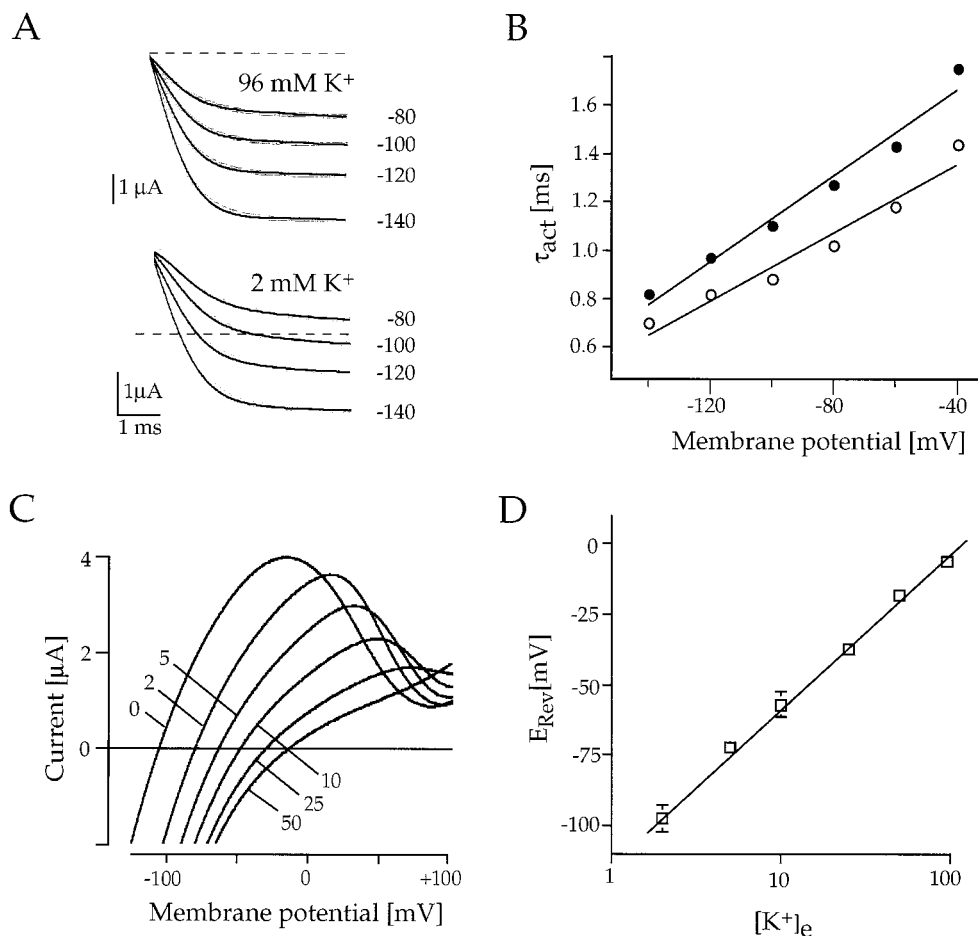 A
96 mM K+
-80
-100
-120
-140
1 μA
2 mM K+
-80
-100
-120
-140
1μA
1 ms
B
1.6
1.4
1.2
1.0
0.8
0.6
τact [ms]
-120
-80
-40
Membrane potential [mV]
C
4
2
0
Current [μA]
5
2
0
10
25
50
-100
0
+100
Membrane potential [mV]
D
0
-25
-50
-75
-100
ERev[mV]
1
10
100
[K+]e